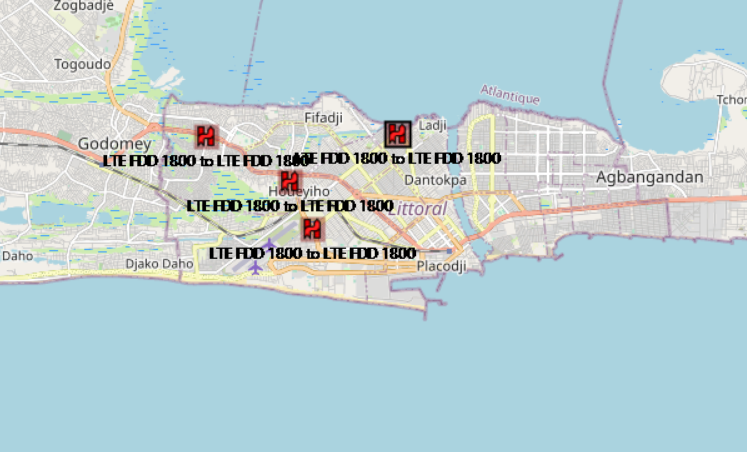 Zogbadjè
Togoudo
Atlantique
Fifadji
Ladji
Godomey
LTE FDD 1800 to LTE FDD 1800
LTE FDD 1800 to LTE FDD 1800
Dantokpa
Agbangandan
Houeyiho
LTE FDD 1800 to LTE FDD 1800
Littoral
LTE FDD 1800 to LTE FDD 1800
Daho
Djako Daho
Placodji